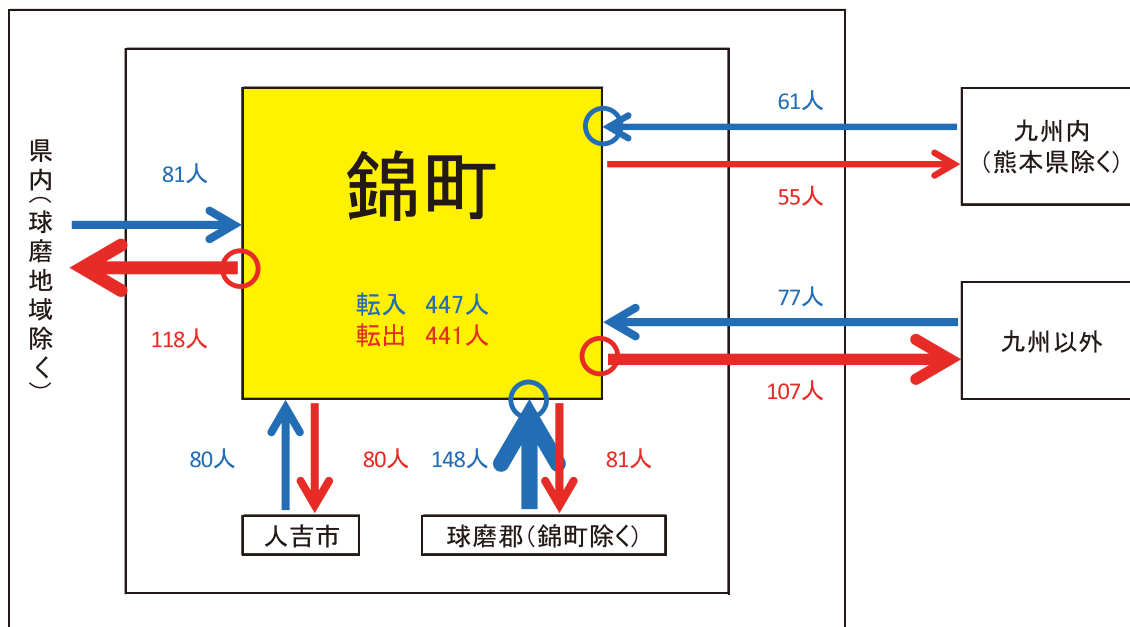 県内(球磨地域除く)
81人
118人
錦町
転入 447人
転出 441人
61人
55人
九州内
(熊本県除く)
77人
107人
九州以外
80人
80人
148人
81人
人吉市
球磨郡(錦町除く)